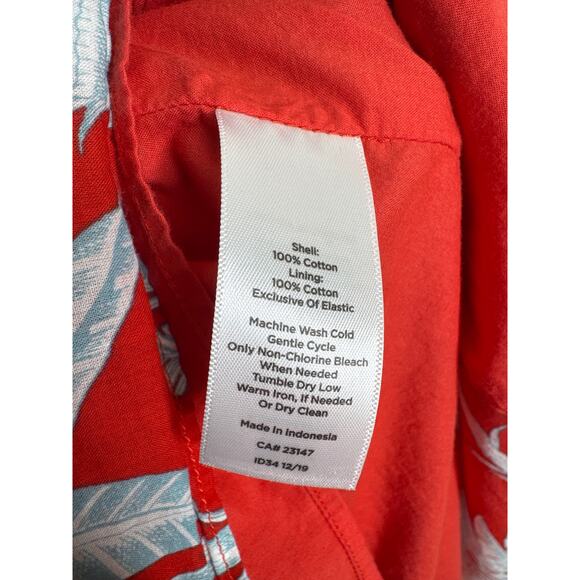 Shell:
100% Cotton
Lining:
100% Cotton
Exclusive Of Elastic
Machine Wash Cold
Gentle Cycle
Only Non-Chlorine Bleach
When Needed
Tumble Dry Low
Warm Iron, If Needed
Or Dry Clean
Made in Indonesia
CA# 23147
ID34 12/19